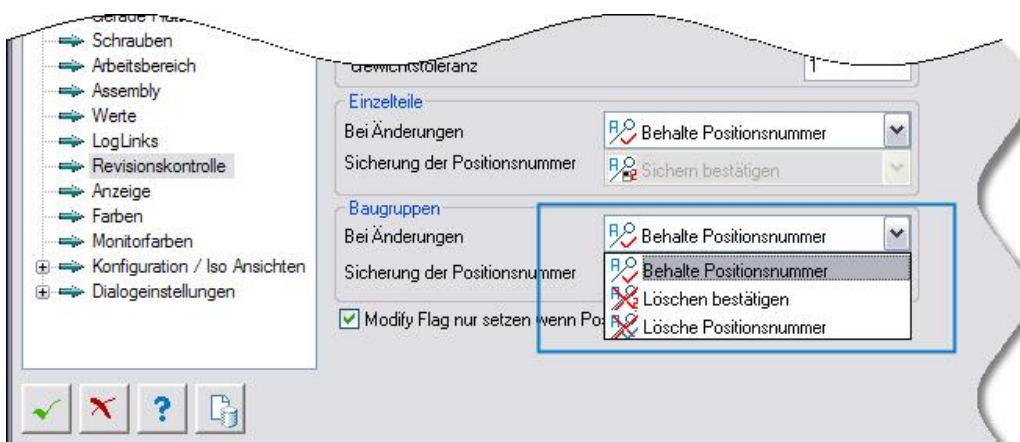 Schrauben
Arbeitsbereich
Assembly
Werte
LogLinks
Revisionskontrolle
Anzeige
Farben
Monitorfarben
Konfiguration / Iso Ansichten
Dialogeinstellungen
Gewichtstoleranz
1
Einzelteile
Bei Änderungen
Behalte Positionsnummer
Sicherung der Positionsnummer
Sichern bestätigen
Baugruppen
Bei Änderungen
Behalte Positionsnummer
Sicherung der Positionsnummer
Behalte Positionsnummer
Löschen bestätigen
Lösche Positionsnummer
Modify Flag nur setzen wenn